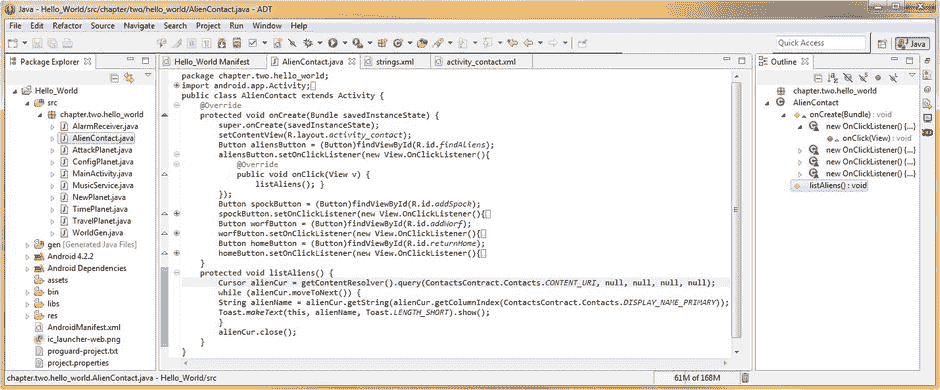 Java - Hello_World/src/chapter/two/hello_world/AlienContact.java - ADT
File Edit Refactor Source Navigate Search Project Run Window Help
Quick Access
Java
Package Explorer
Hello_World
src
chapter.two.hello_world
AlarmReceiver.java
AlienContact.java
AttackPlanet.java
ConfigPlanet.java
MainActivity.java
MusicService.java
NewPlanet.java
TimePlanet.java
TravelPlanet.java
WorldGen.java
gen [Generated Java Files]
Android 4.2.2
Android Dependencies
assets
bin
libs
res
AndroidManifest.xml
ic_launcher-web.png
proguard-project.txt
project.properties
Hello_World Manifest
AlienContact.java
strings.xml
activity_contact.xml
package chapter.two.hello_world;
import android.app.Activity;
public class AlienContact extends Activity {
@Override
protected void onCreate(Bundle savedInstanceState) {
super.onCreate(savedInstanceState);
setContentView(R.layout.activity_contact);
Button aliensButton = (Button)findViewById(R.id.findAliens);
aliensButton.setOnClickListener(new View.OnClickListener(){
@Override
public void onClick(View v) {
listAliens(); }
});
Button spockButton = (Button)findViewById(R.id.addSpock);
spockButton.setOnClickListener(new View.OnClickListener(){
Button worfButton = (Button)findViewById(R.id.addWorf);
worfButton.setOnClickListener(new View.OnClickListener(){
Button homeButton = (Button)findViewById(R.id.returnHome);
homeButton.setOnClickListener(new View.OnClickListener(){
}
protected void listAliens() {
Cursor alienCur = getContentResolver().query(ContactsContract.Contacts.CONTENT_URI, null, null, null, null);
while (alienCur.moveToNext()) {
String alienName = alienCur.getString(alienCur.getColumnIndex(ContactsContract.Contacts.DISPLAY_NAME_PRIMARY));
Toast.makeText(this, alienName, Toast.LENGTH_SHORT).show();
}
alienCur.close();
}
}
Outline
chapter.two.hello_world
AlienContact
onCreate(Bundle) : void
new OnClickListener() {...}
onClick(View) : void
new OnClickListener() {...}
new OnClickListener() {...}
new OnClickListener() {...}
listAliens() : void
chapter.two.hello_world.AlienContact.java - Hello_World/src
61M of 168M